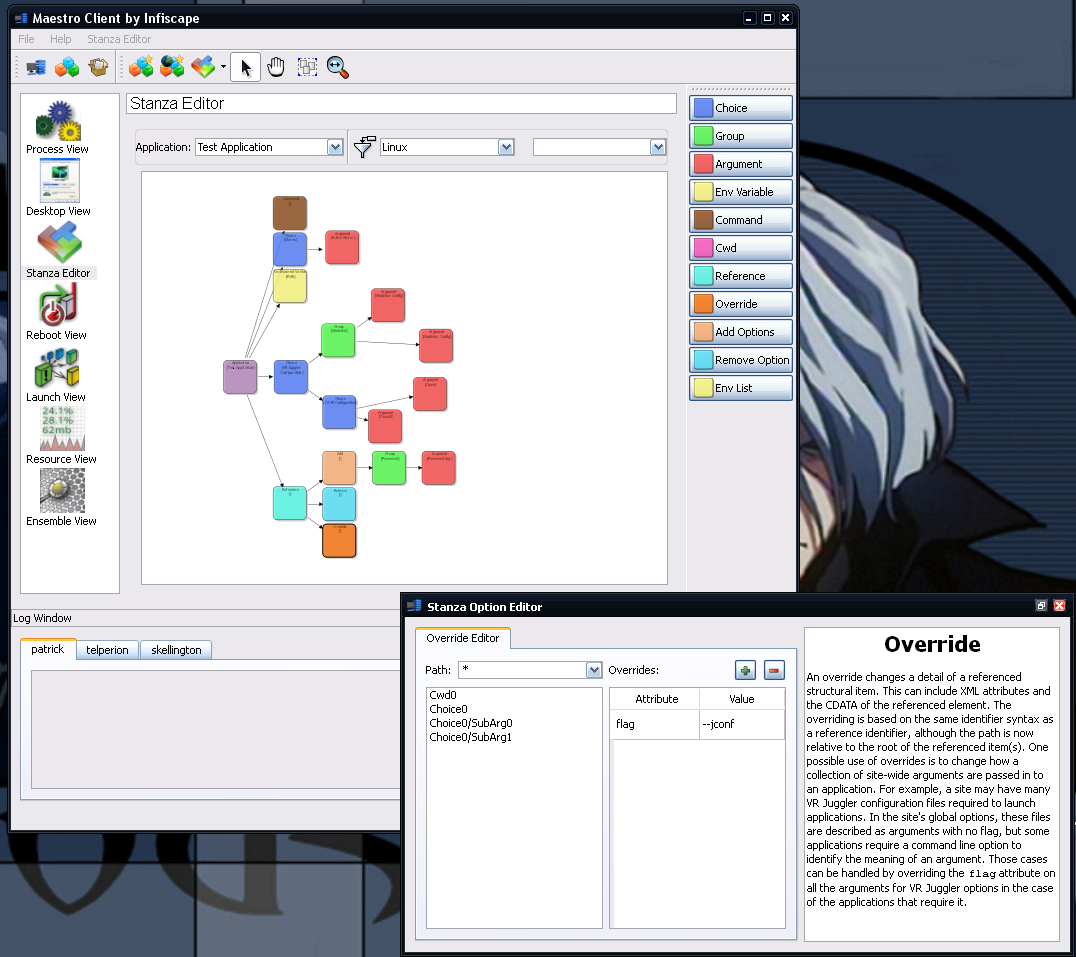 Maestro Client by Infiscape
File Help Stanza Editor
Stanza Editor
Process View
Desktop View
Stanza Editor
Reboot View
Launch View
24.1%
28.1%
62mb
Resource View
Ensemble View
Application: Test Application Linux
Choice
Group
Argument
Env Variable
Command
Cwd
Reference
Override
Add Options
Remove Option
Env List
Log Window
patrick telperion skellington
Stanza Option Editor
Override Editor
Path: * Overrides:
Cwd0
Choice0
Choice0/SubArg0
Choice0/SubArg1
Attribute Value
flag --jconf
Override
An override changes a detail of a referenced
structural item. This can include XML attributes and
the CDATA of the referenced element. The
overriding is based on the same identifier syntax as
a reference identifier, although the path is now
relative to the root of the referenced item(s). One
possible use of overrides is to change how a
collection of site-wide arguments are passed in to
an application. For example, a site may have many
VR Juggler configuration files required to launch
applications. In the site's global options, these files
are described as arguments with no flag, but some
applications require a command line option to
identify the meaning of an argument. Those cases
can be handled by overriding the flag attribute on
all the arguments for VR Juggler options in the case
of the applications that require it.